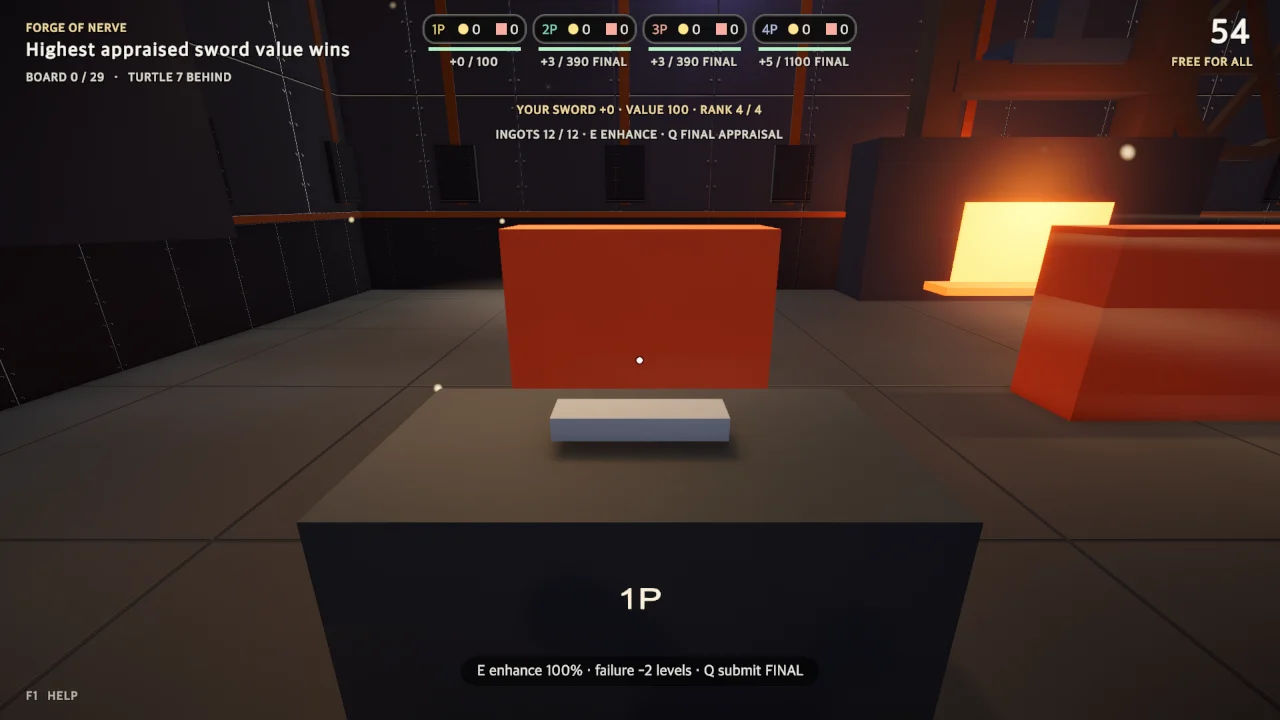 FORGE OF NERVE
Highest appraised sword value wins
BOARD 0 / 29 · TURTLE 7 BEHIND
1P 0 0
+0 / 100
2P 0 0
+3 / 390 FINAL
3P 0 0
+3 / 390 FINAL
4P 0 0
+5 / 1100 FINAL
54
FREE FOR ALL
YOUR SWORD +0 · VALUE 100 · RANK 4 / 4
INGOTS 12 / 12 · E ENHANCE · Q FINAL APPRAISAL
1P
E enhance 100% · failure -2 levels · Q submit FINAL
F1 HELP